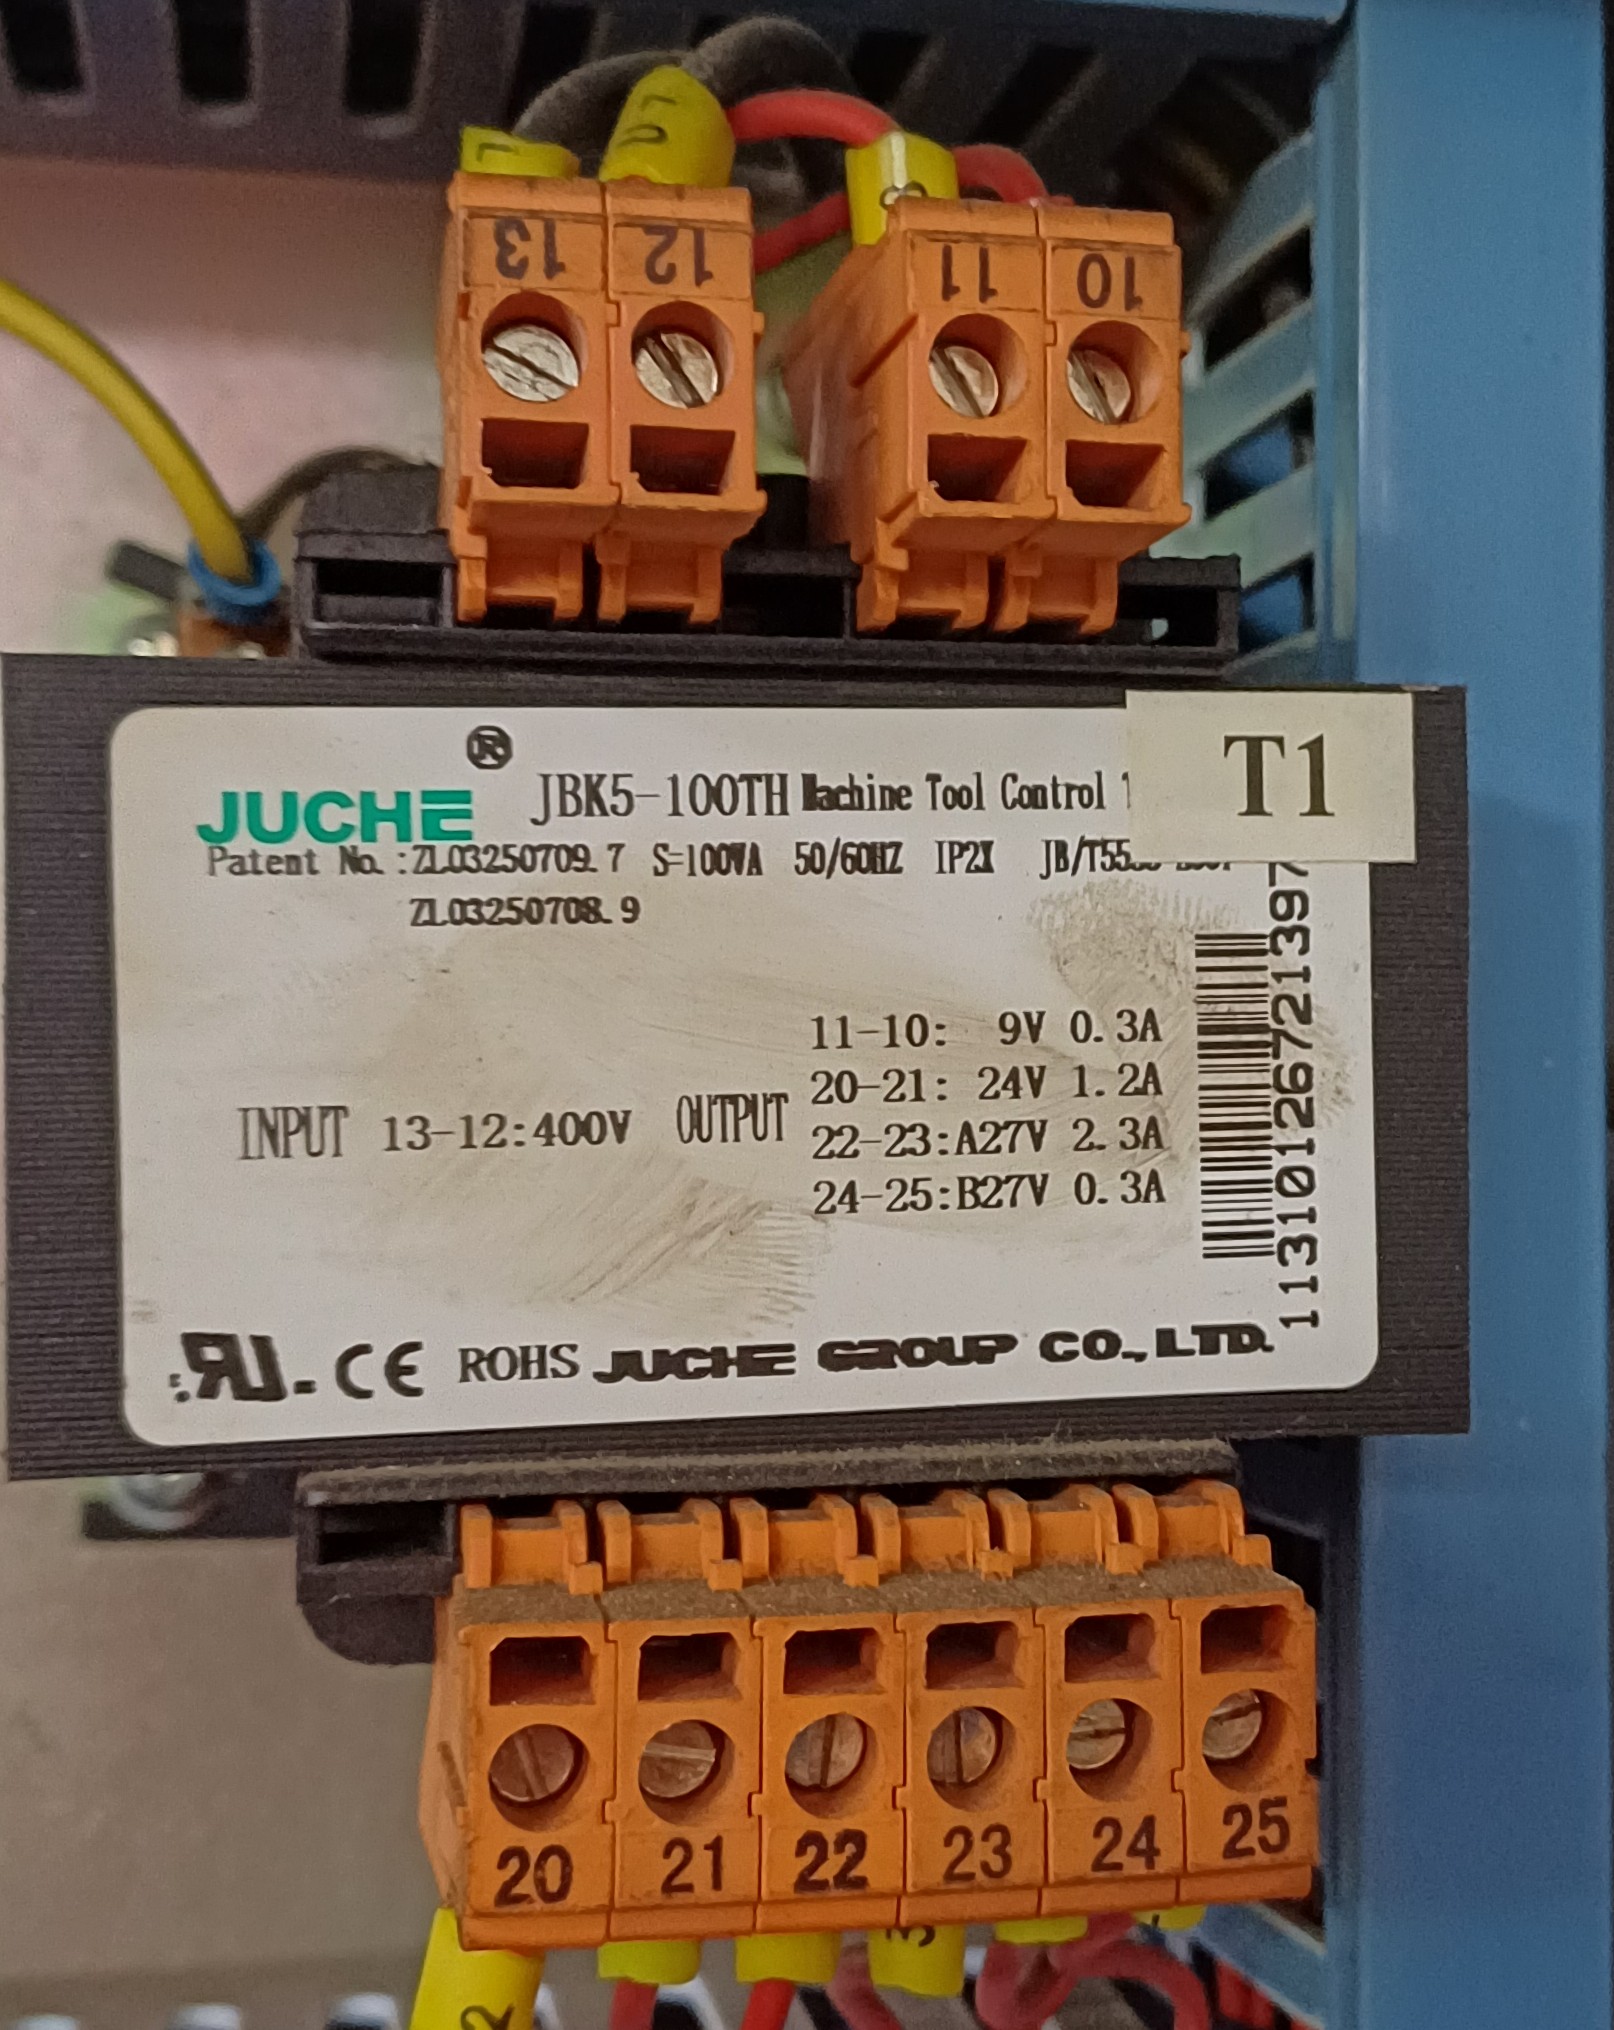 13 12 11 10
®
JUCHE JBK5-100TH Machine Tool Control
T1
Patent No.:ZL03250709.7 S=100VA 50/60HZ IP2X
ZL03250708.9
11-10: 9V 0.3A
20-21: 24V 1.2A
INPUT 13-12:400V OUTPUT
22-23:A27V 2.3A
24-25:B27V 0.3A
CE ROHS JUCHE GROUP CO., LTD.
20 21 22 23 24 25